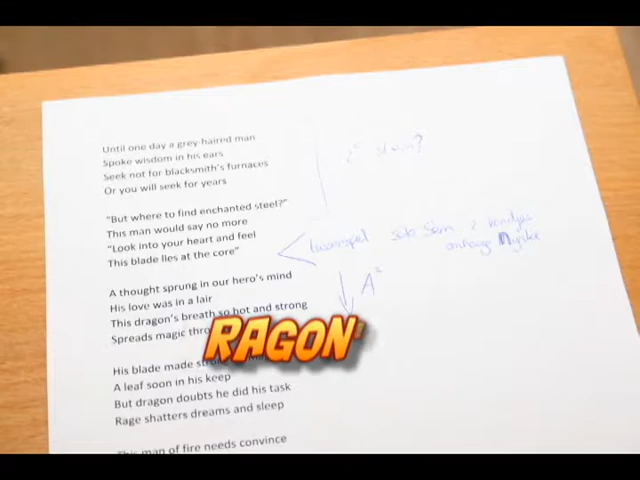 Until one day a grey-haired man
Spoke wisdom in his ears
Seek not for blacksmith's furnaces
Or you will seek for years
"But where to find enchanted steel?"
This man would say no more
"Look into your heart and feel
This blade lies at the core"
A thought sprung in our hero's mind
His love was in a lair
This dragon's breath so hot and strong
Spreads magic
RAGON'
His blade made
A leaf soon in his keep
But dragon doubts he did his task
Rage shatters dreams and sleep
This man of fire needs convince